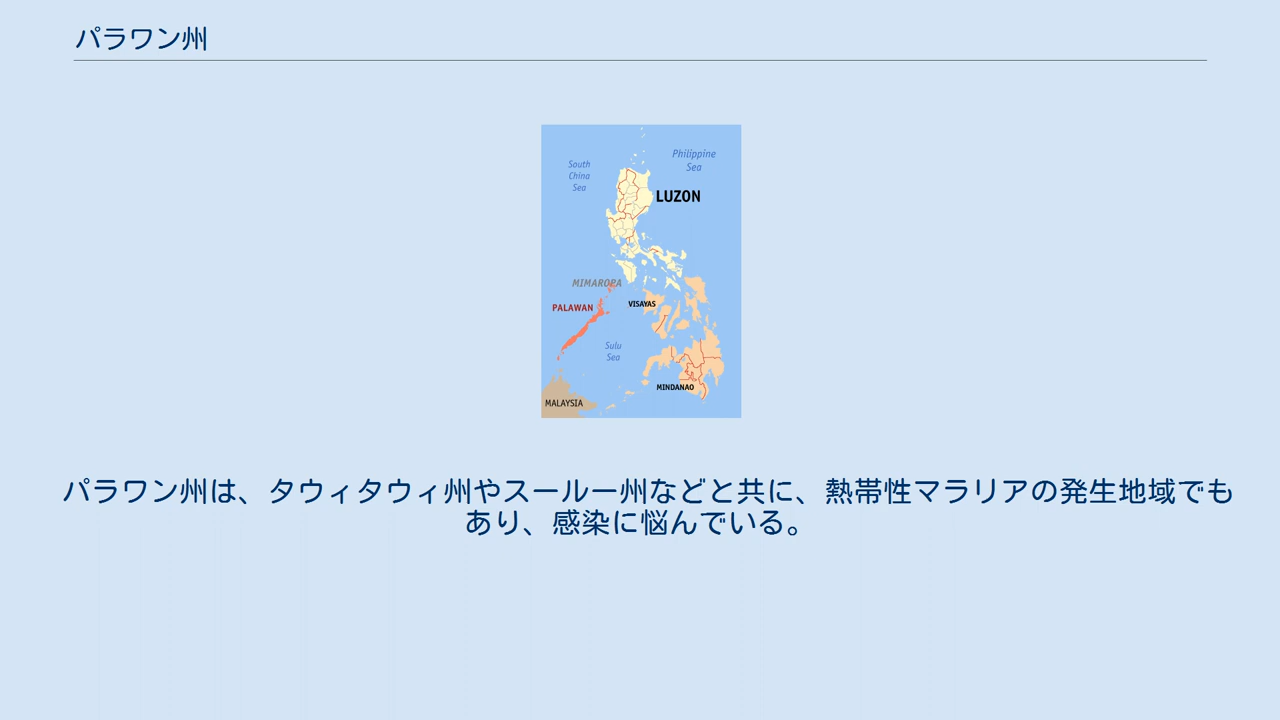 パラワン州
South
China
Sea
Philippine
Sea
LUZON
MIMAROPA
PALAWAN
VISAYAS
Sulu
Sea
MINDANAO
MALAYSIA
パラワン州は、タウィタウィ州やスールー州などと共に、熱帯性マラリアの発生地域でも
あり、感染に悩んでいる。